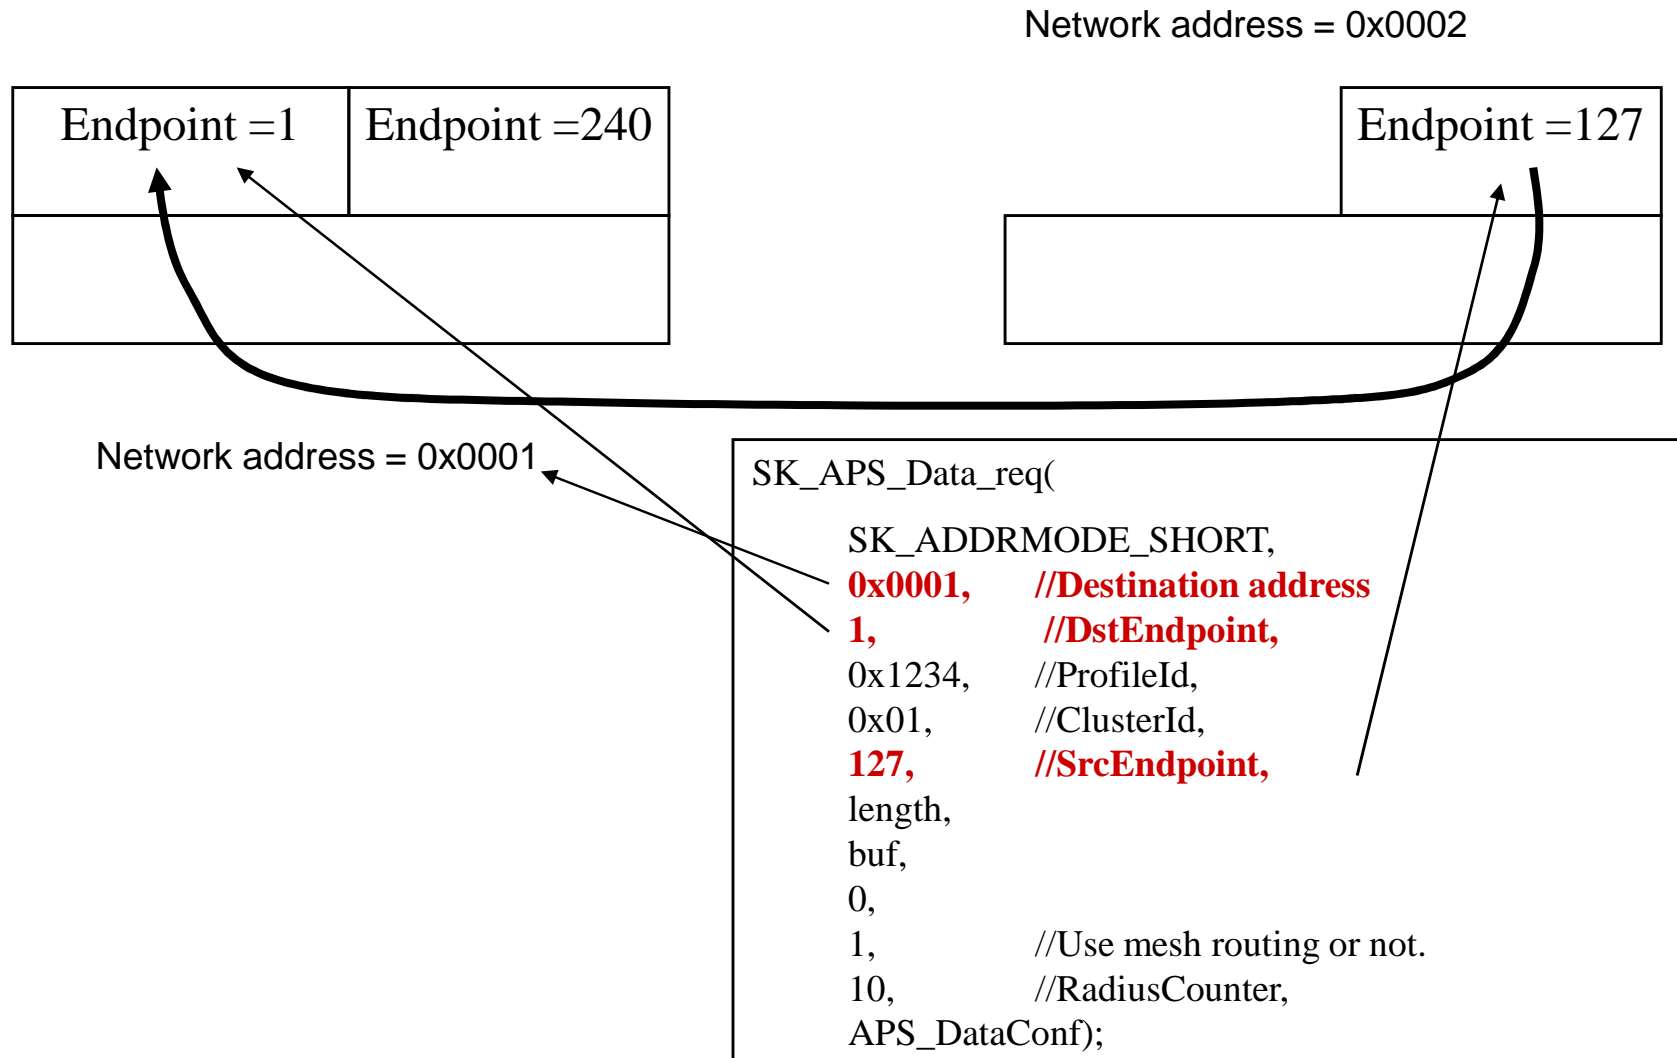 Network address = 0x0002
Endpoint =1
Endpoint =240
Endpoint =127
Network address = 0x0001
SK_APS_Data_req(
SK_ADDRMODE_SHORT,
0x0001, //Destination address
1, //DstEndpoint,
0x1234, //ProfileId,
0x01, //ClusterId,
127, //SrcEndpoint,
length,
buf,
0,
1, //Use mesh routing or not.
10, //RadiusCounter,
APS_DataConf);